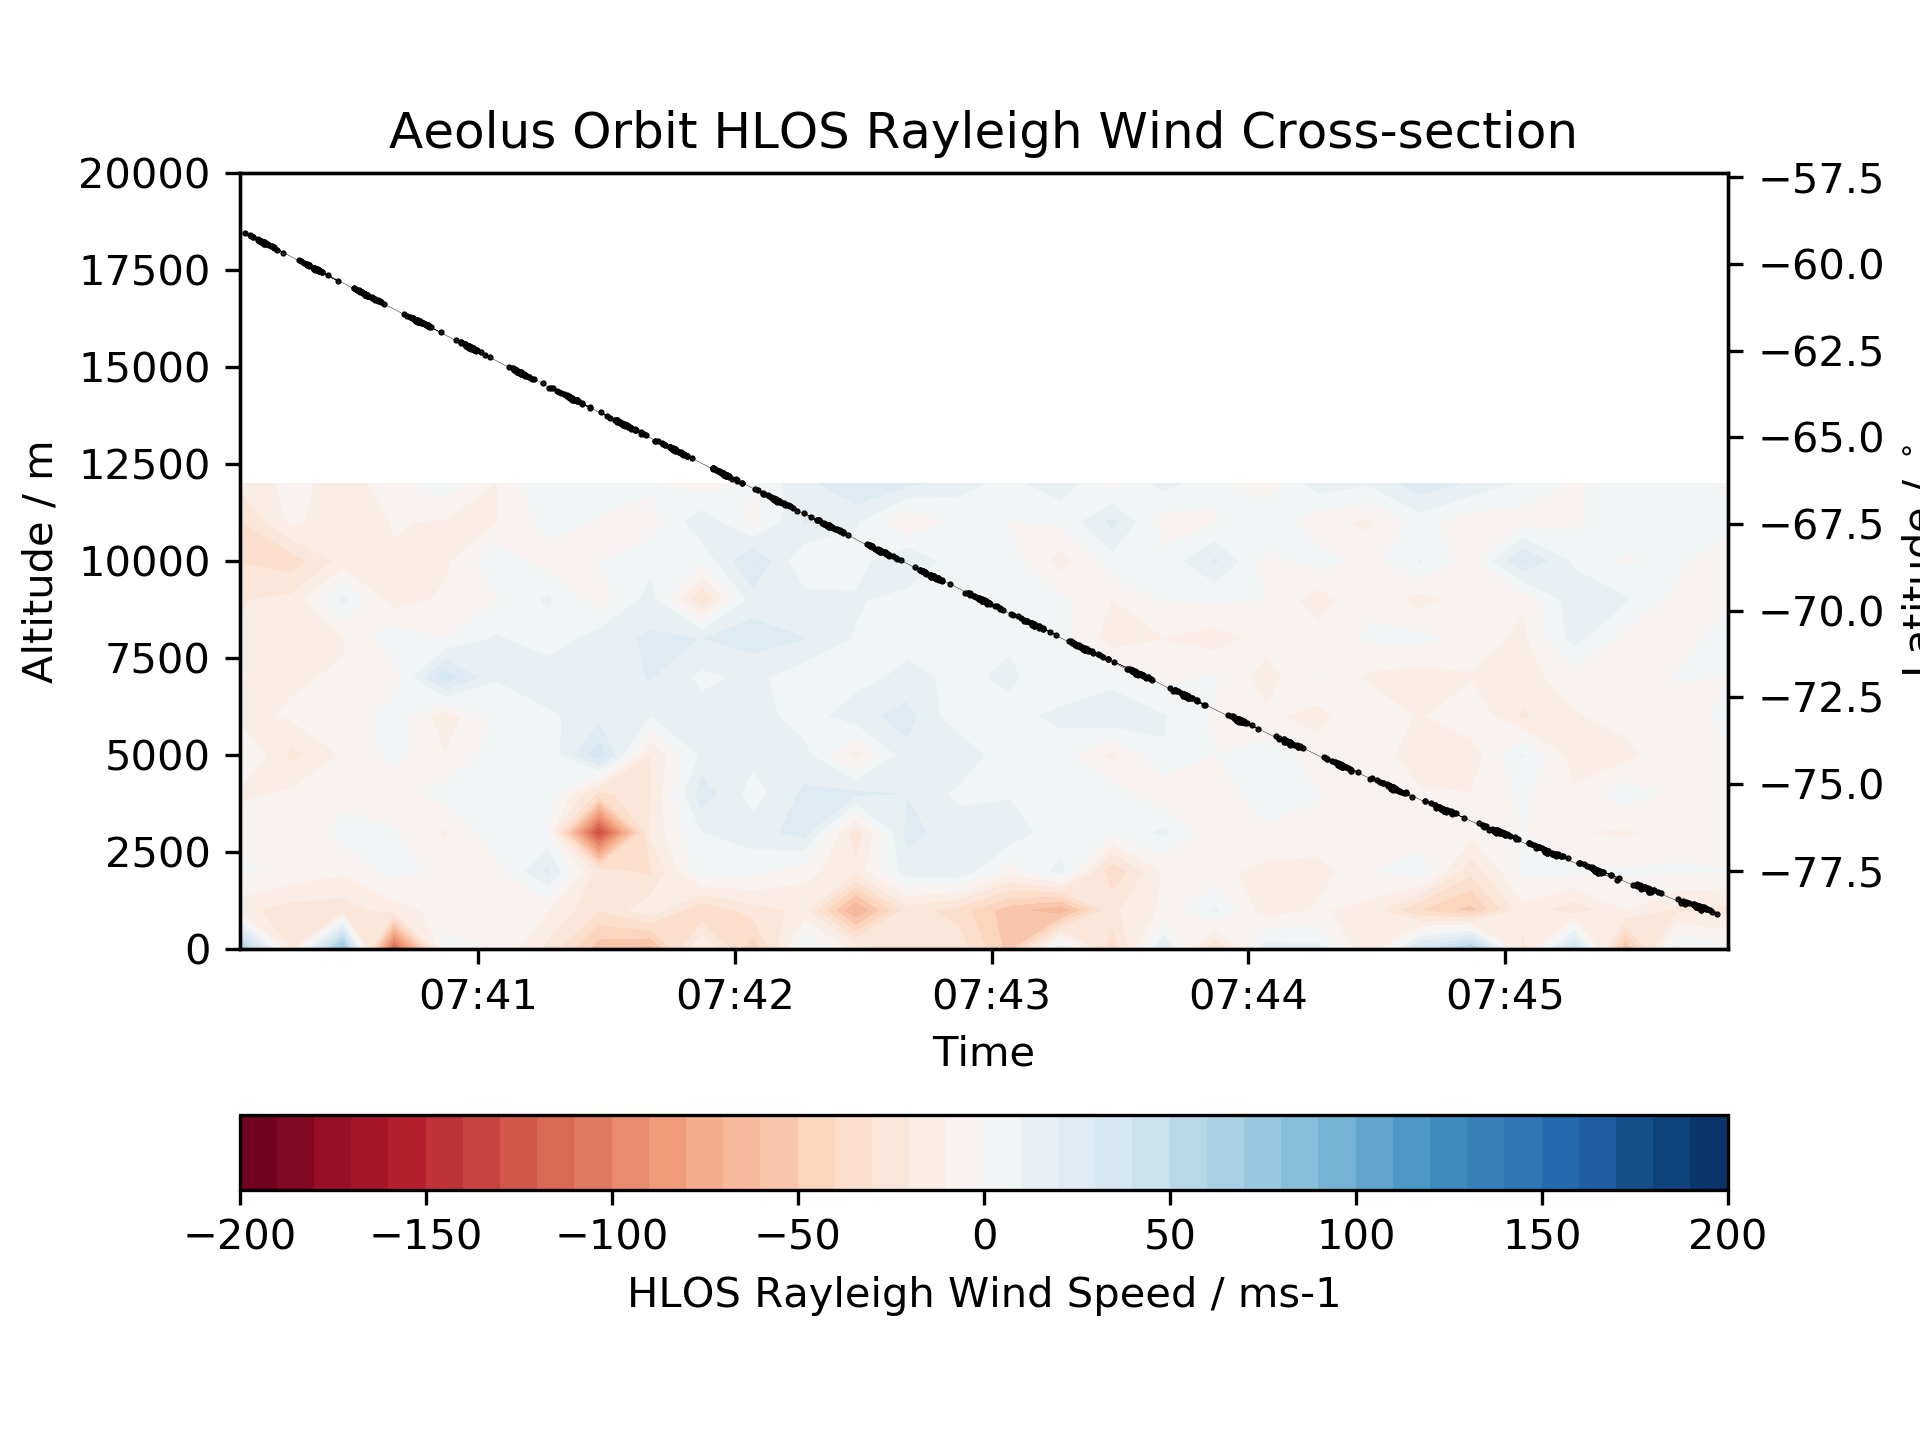 Aeolus Orbit HLOS Rayleigh Wind Cross-section
20000
17500
15000
12500
10000
7500
5000
2500
0
Altitude / m
−57.5
−60.0
−62.5
−65.0
−67.5
−70.0
−72.5
−75.0
−77.5
Latitude / °
07:41 07:42 07:43 07:44 07:45
Time
−200 −150 −100 −50 0 50 100 150 200
HLOS Rayleigh Wind Speed / ms-1